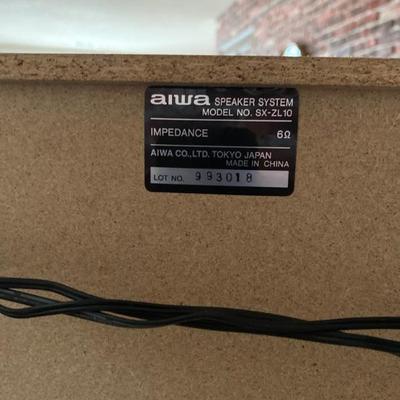 aiwa SPEAKER SYSTEM
MODEL NO. SX-ZL10
IMPEDANCE 6Ω
AIWA CO.,LTD. TOKYO JAPAN
MADE IN CHINA
LOT NO. 993018